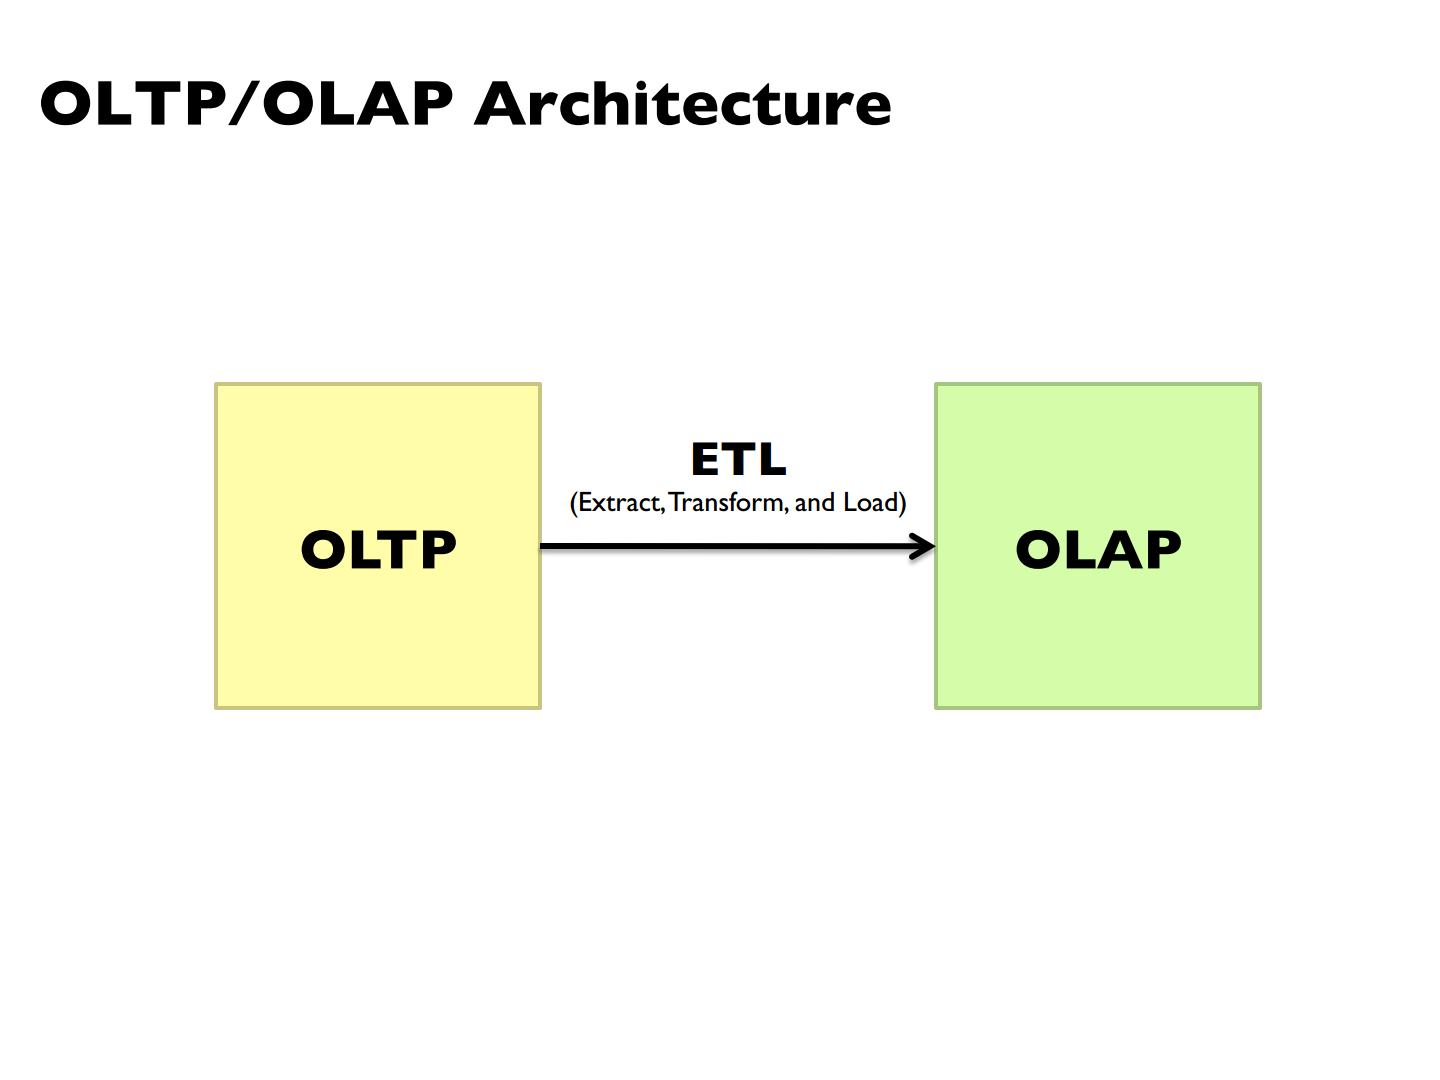 OLTP/OLAP Architecture
ETL
(Extract, Transform, and Load)
OLTP
OLAP